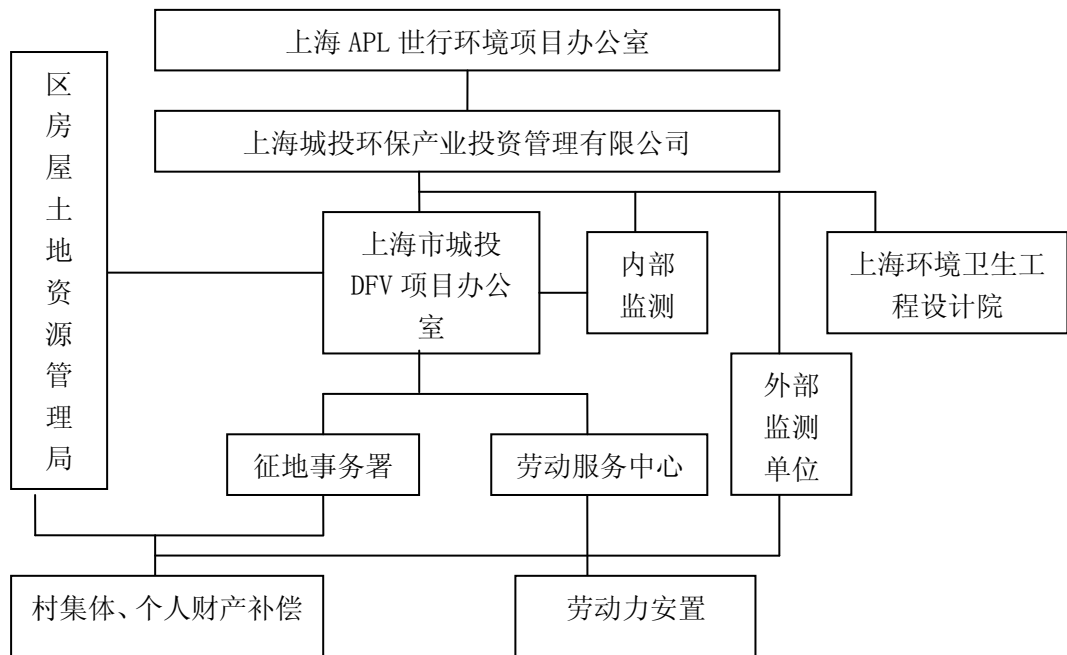 上海 APL 世行环境项目办公室
区
房
屋
土
地
资
源
管
理
局
上海城投环保产业投资管理有限公司
上海市城投
DFV 项目办公
室
内部
监测
上海环境卫生工
程设计院
外部
监测
单位
征地事务署
劳动服务中心
村集体、个人财产补偿
劳动力安置